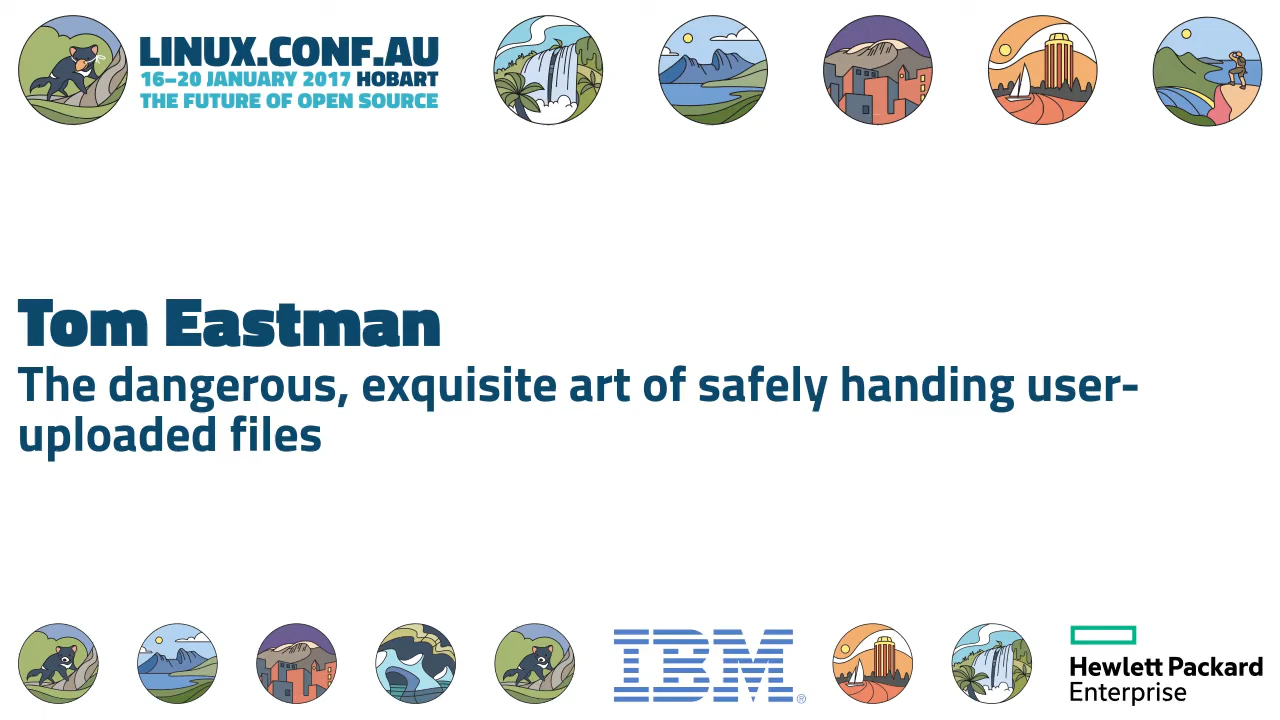 LINUX.CONF.AU
16–20 JANUARY 2017 HOBART
THE FUTURE OF OPEN SOURCE
Tom Eastman
The dangerous, exquisite art of safely handing user-
uploaded files
IBM®
Hewlett Packard
Enterprise